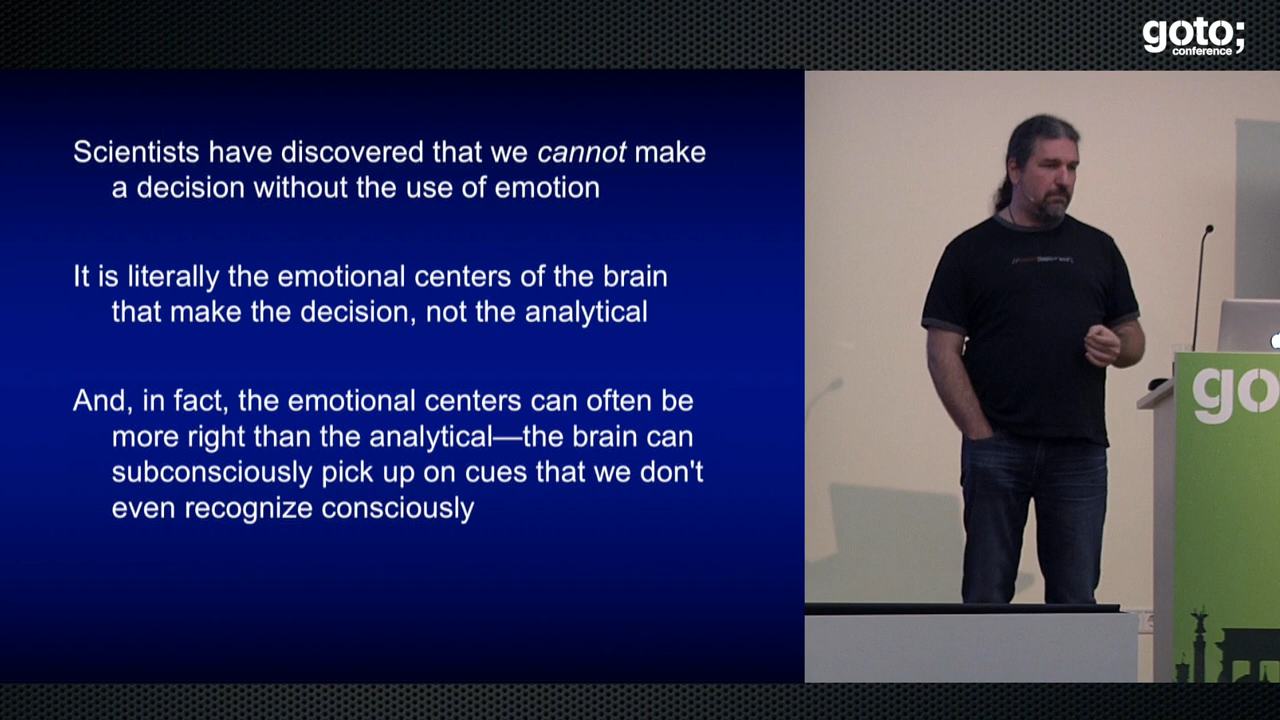 goto;
conference
Scientists have discovered that we cannot make
a decision without the use of emotion
It is literally the emotional centers of the brain
that make the decision, not the analytical
And, in fact, the emotional centers can often be
more right than the analytical—the brain can
subconsciously pick up on cues that we don't
even recognize consciously
go